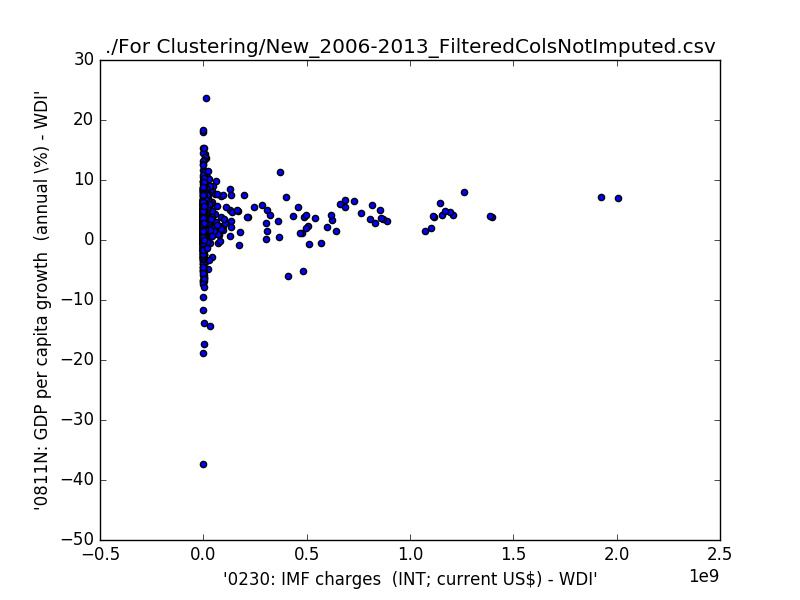 ./For Clustering/New_2006-2013_FilteredColsNotImputed.csv
30
20
10
0
−10
−20
−30
−40
−50
'0811N: GDP per capita growth  (annual \%) - WDI'
−0.5 0.0 0.5 1.0 1.5 2.0 2.5
1e9
'0230: IMF charges  (INT; current US$) - WDI'